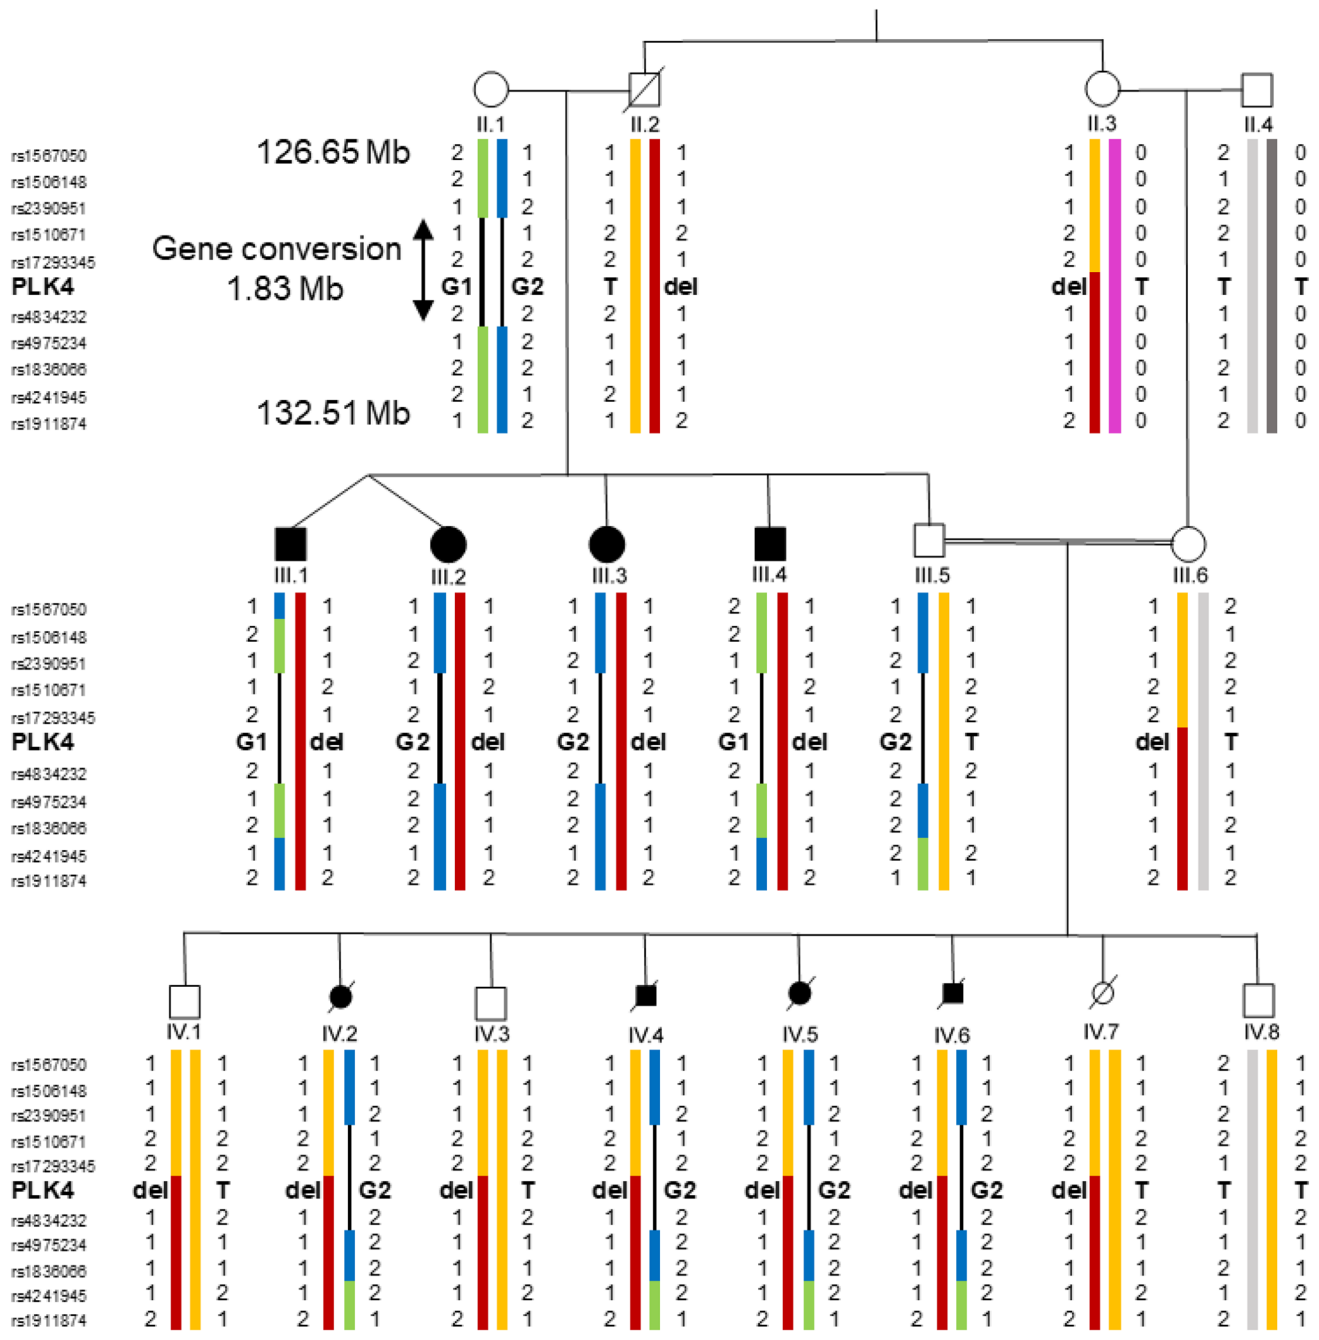 II.1 II.2 II.3 II.4
rs1567050 126.65 Mb 2 1 1 1 1 0 2 0
rs1506148 2 1 1 1 1 0 1 0
rs2390951 1 2 1 1 1 0 2 0
rs1510671 1 1 2 2 2 0 2 0
Gene conversion
rs17293345 2 2 2 1 2 0 1 0
PLK4 1.83 Mb G1 G2 T del del T T T
rs4834232 2 2 2 1 1 0 1 0
rs4975234 1 2 1 1 1 0 1 0
rs1836066 2 2 1 1 1 0 2 0
rs4241945 2 1 2 1 1 0 1 0
132.51 Mb
rs1911874 1 2 1 2 2 0 2 0
III.1 III.2 III.3 III.4 III.5 III.6
rs1567050 1 1 1 1 1 1 2 1 1 1 1 2
rs1506148 2 1 1 1 1 1 2 1 1 1 1 1
rs2390951 1 1 2 1 2 1 1 1 2 1 1 2
rs1510671 1 2 1 2 1 2 1 2 1 2 2 2
rs17293345 2 1 2 1 2 1 2 1 2 2 2 1
PLK4 G1 del G2 del G2 del G1 del G2 T del T
rs4834232 2 1 2 1 2 1 2 1 2 2 1 1
rs4975234 1 1 2 1 2 1 1 1 2 1 1 1
rs1836066 2 1 2 1 2 1 2 1 2 1 1 2
rs4241945 1 1 1 1 1 1 1 1 2 2 1 1
rs1911874 2 2 2 2 2 2 2 2 1 1 2 2
IV.1 IV.2 IV.3 IV.4 IV.5 IV.6 IV.7 IV.8
rs1567050 1 1 1 1 1 1 1 1 1 1 1 1 1 1 2 1
rs1506148 1 1 1 1 1 1 1 1 1 1 1 1 1 1 1 1
rs2390951 1 1 1 2 1 1 1 2 1 2 1 2 1 1 2 1
rs1510671 2 2 2 1 2 2 2 1 2 1 2 1 2 2 2 2
rs17293345 2 2 2 2 2 2 2 2 2 2 2 2 2 2 1 2
PLK4 del T del G2 del T del G2 del G2 del G2 del T T T
rs4834232 1 2 1 2 1 2 1 2 1 2 1 2 1 2 1 2
rs4975234 1 1 1 2 1 1 1 2 1 2 1 2 1 1 1 1
rs1836066 1 1 1 2 1 1 1 2 1 2 1 2 1 1 2 1
rs4241945 1 2 1 2 1 2 1 2 1 2 1 2 1 2 1 2
rs1911874 2 1 2 1 2 1 2 1 2 1 2 1 2 1 2 1